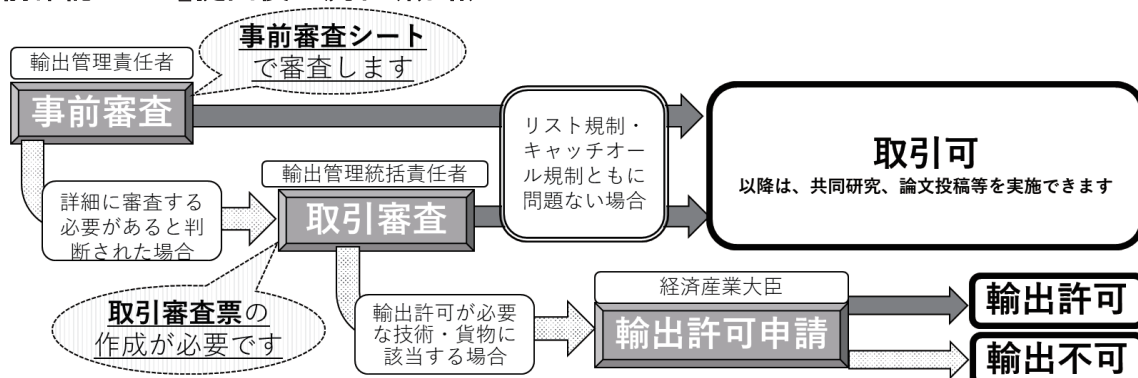 事前審査シート
で審査します
輸出管理責任者
事前審査
リスト規制・
キャッチオー
ル規制ともに
問題ない場合
取引可
以降は、共同研究、論文投稿等を実施できます
輸出管理統括責任者
取引審査
詳細に審査する
必要があると判
断された場合
取引審査票の
作成が必要です
輸出許可が必要
な技術・貨物に
該当する場合
経済産業大臣
輸出許可申請
輸出許可
輸出不可